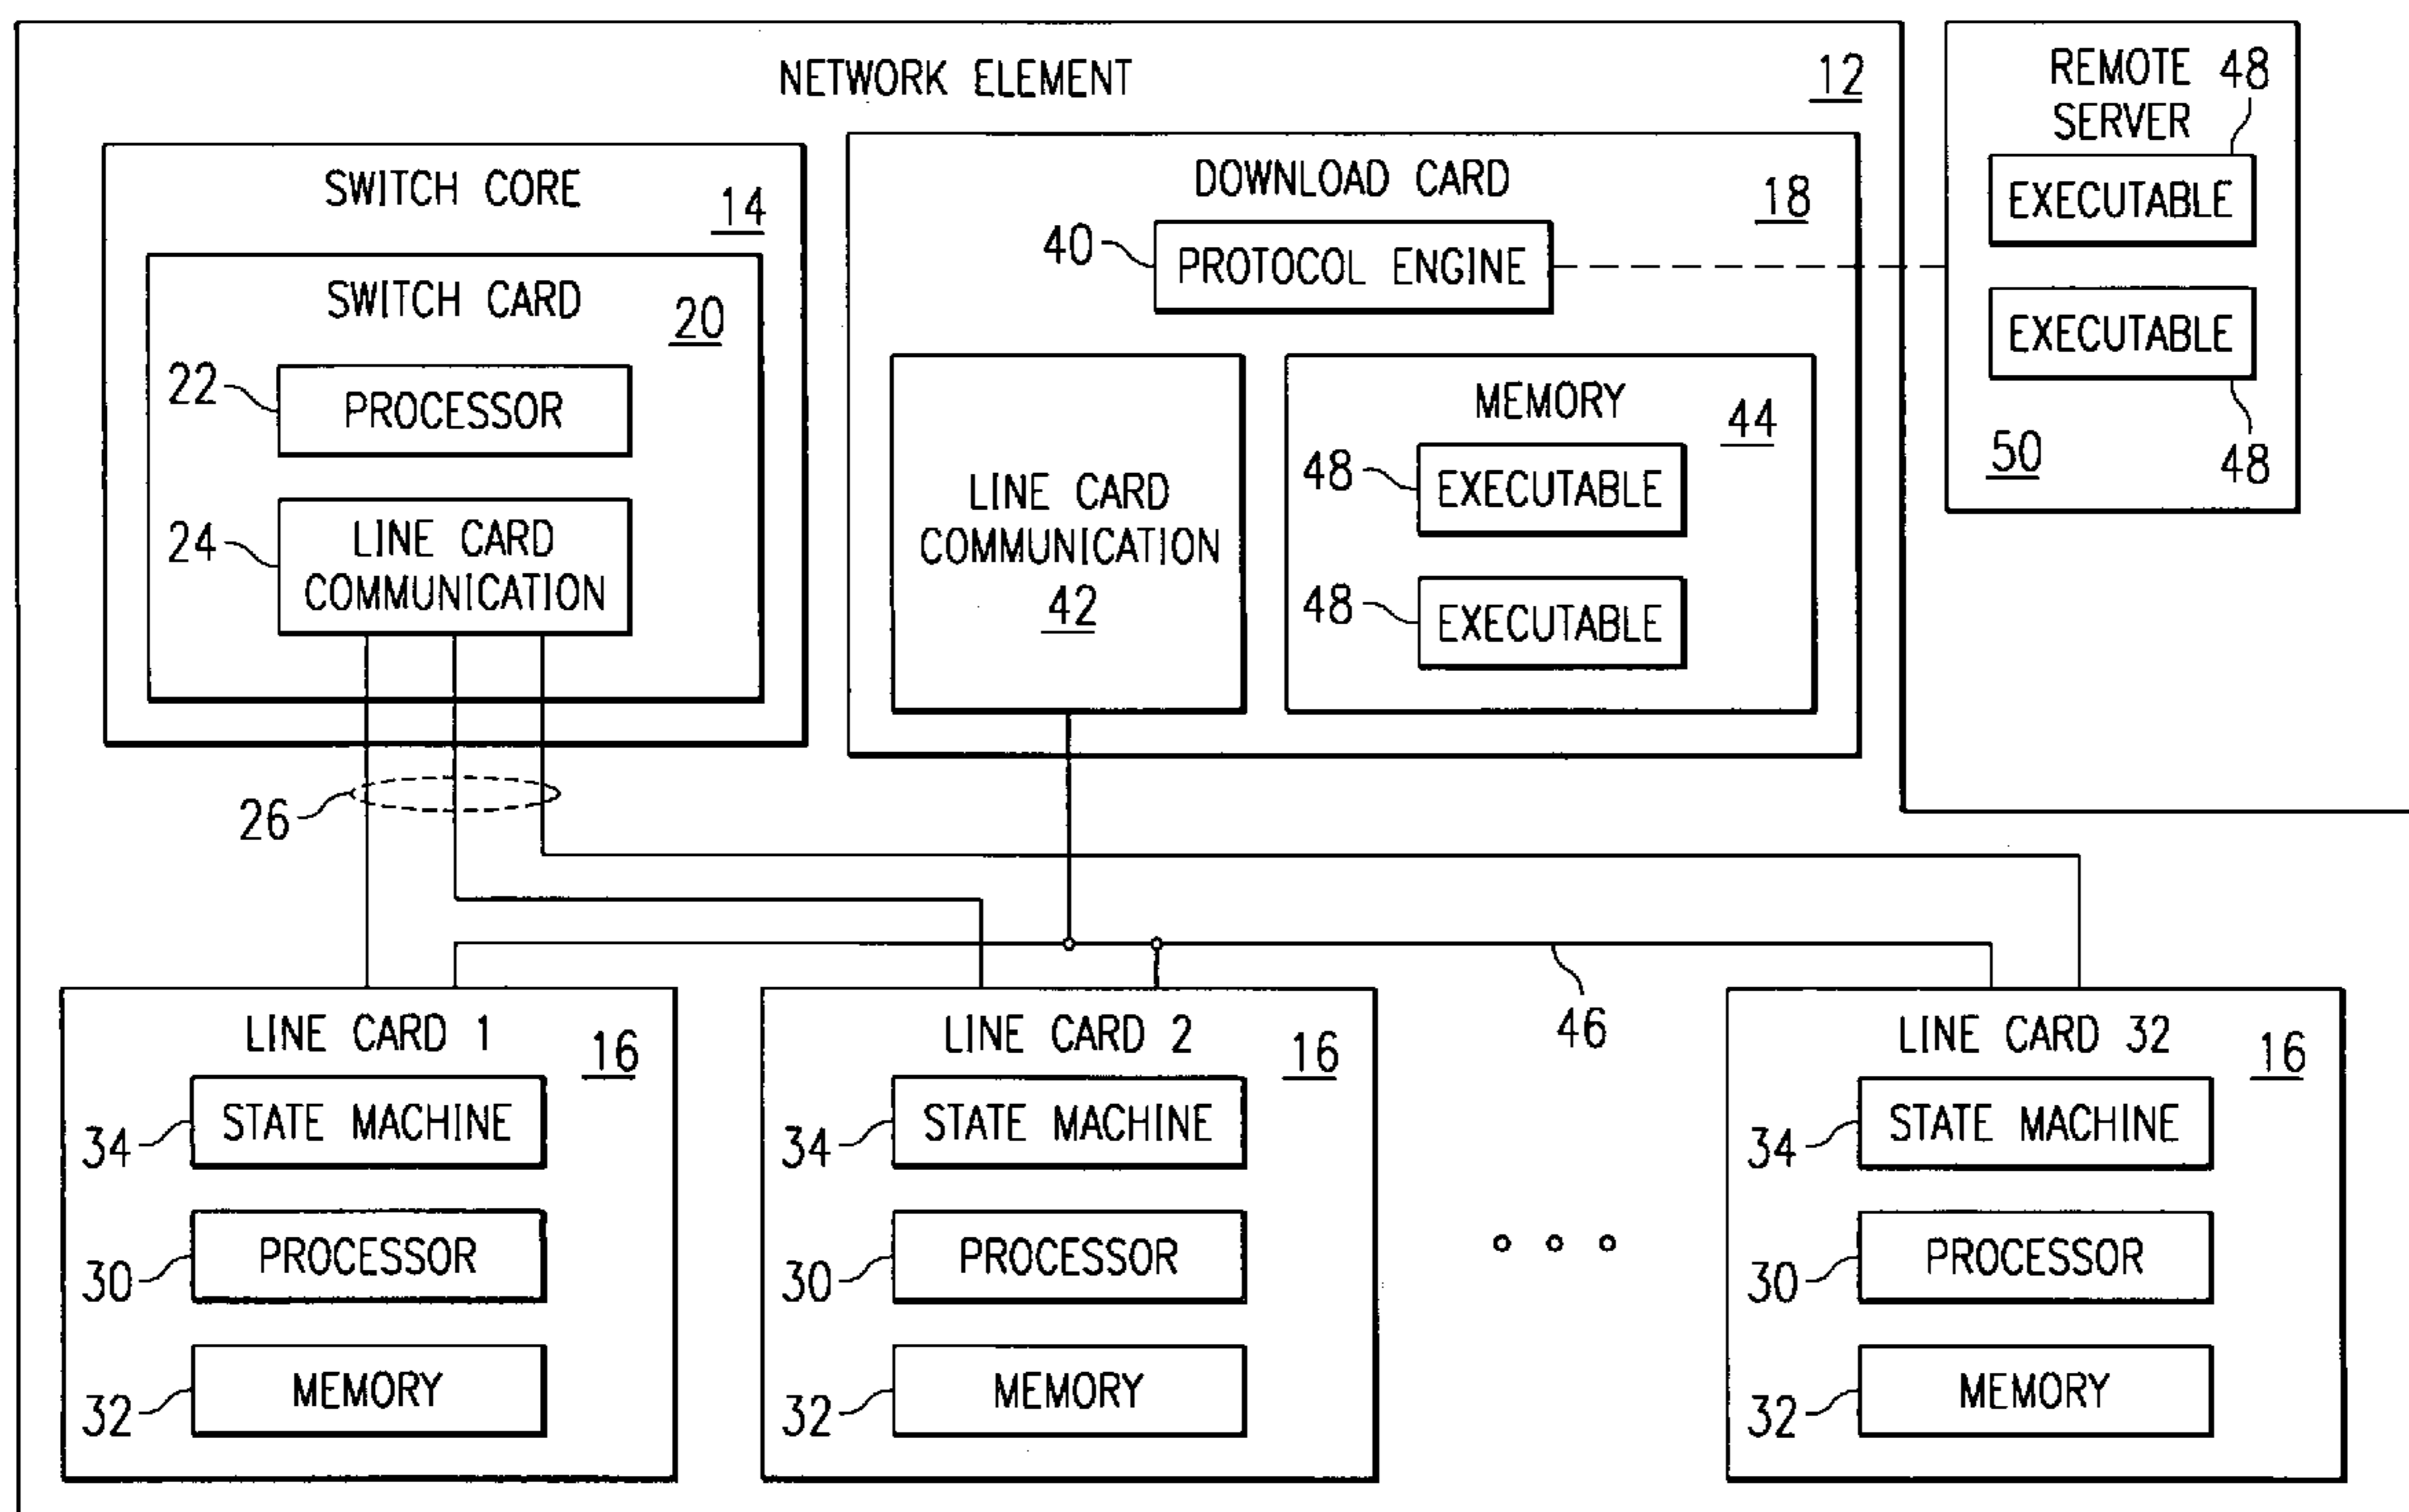 NETWORK ELEMENT
12
REMOTE 48
SERVER
EXECUTABLE
EXECUTABLE
50
48
SWITCH CORE
14
SWITCH CARD
20
22
PROCESSOR
24
LINE CARD
COMMUNICATION
26
DOWNLOAD CARD
18
40
PROTOCOL ENGINE
LINE CARD
COMMUNICATION
42
MEMORY
44
48
EXECUTABLE
48
EXECUTABLE
46
LINE CARD 1
16
34
STATE MACHINE
30
PROCESSOR
32
MEMORY
LINE CARD 2
16
34
STATE MACHINE
30
PROCESSOR
32
MEMORY
LINE CARD 32
16
34
STATE MACHINE
30
PROCESSOR
32
MEMORY